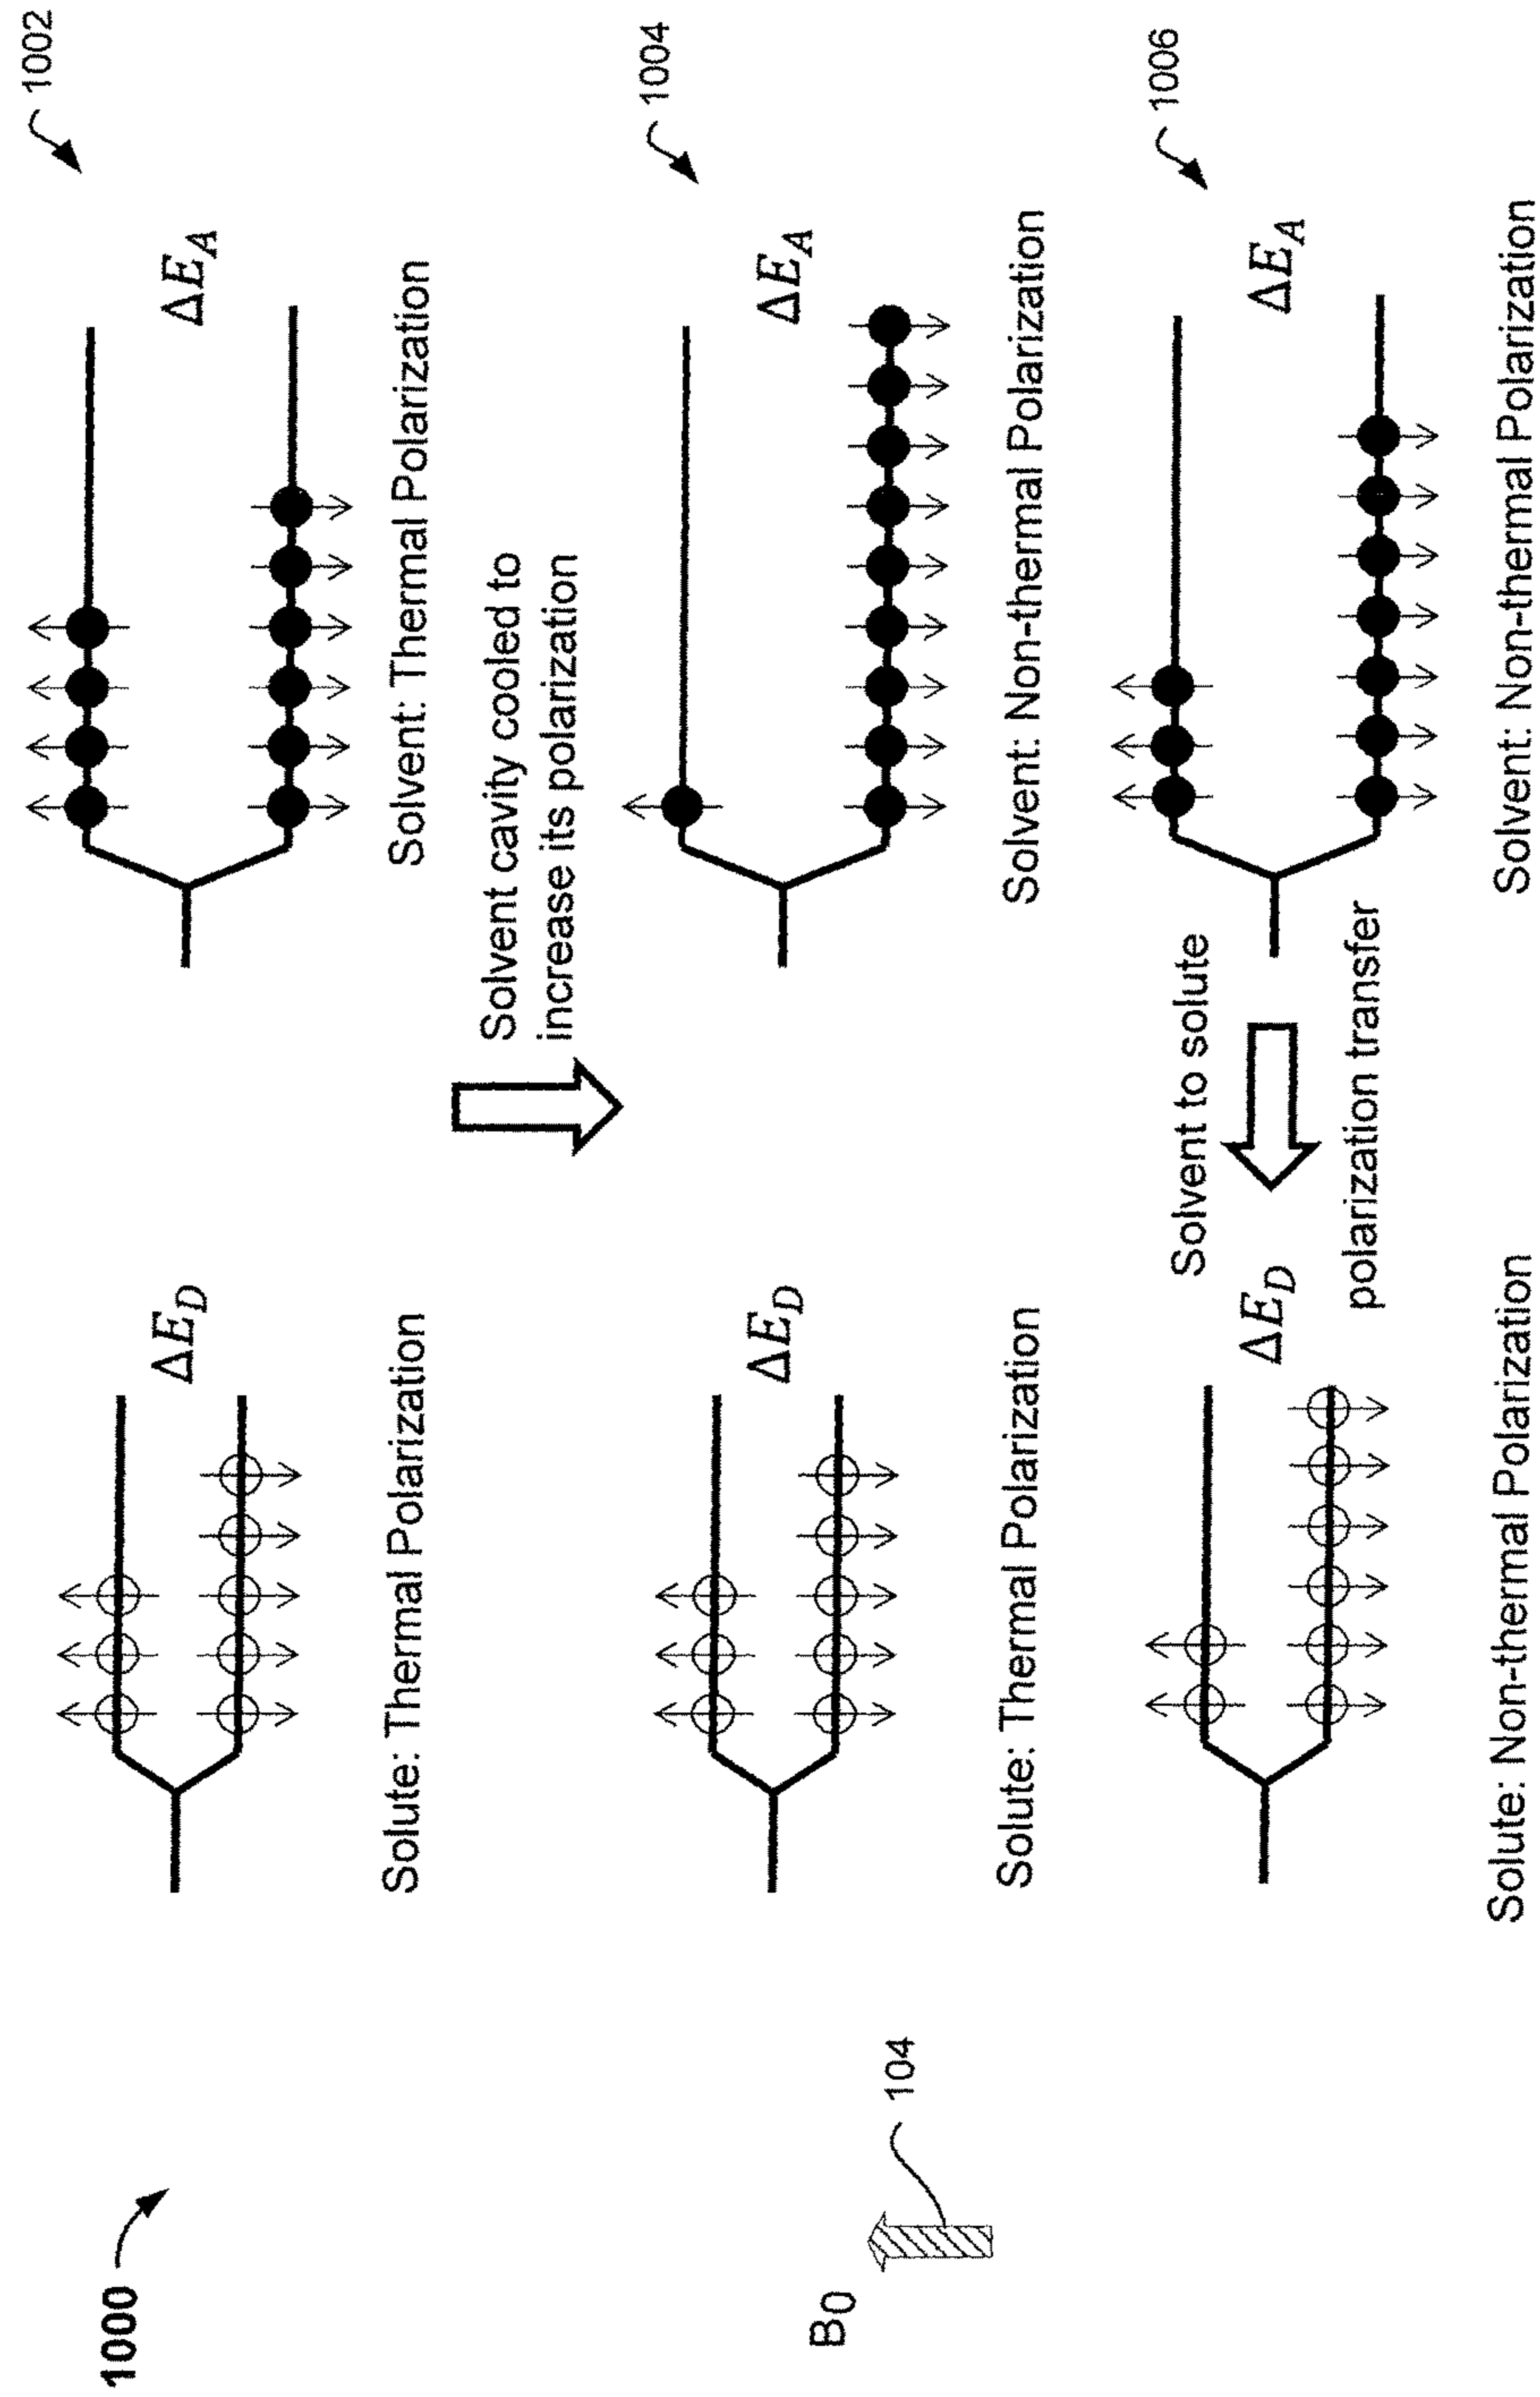 1000
1002
ΔE_D
ΔE_A
Solute: Thermal Polarization
Solvent: Thermal Polarization
Solvent cavity cooled to
increase its polarization
1004
B0
104
ΔE_D
ΔE_A
Solute: Thermal Polarization
Solvent: Non-thermal Polarization
1006
Solvent to solute
polarization transfer
ΔE_D
ΔE_A
Solute: Non-thermal Polarization
Solvent: Non-thermal Polarization